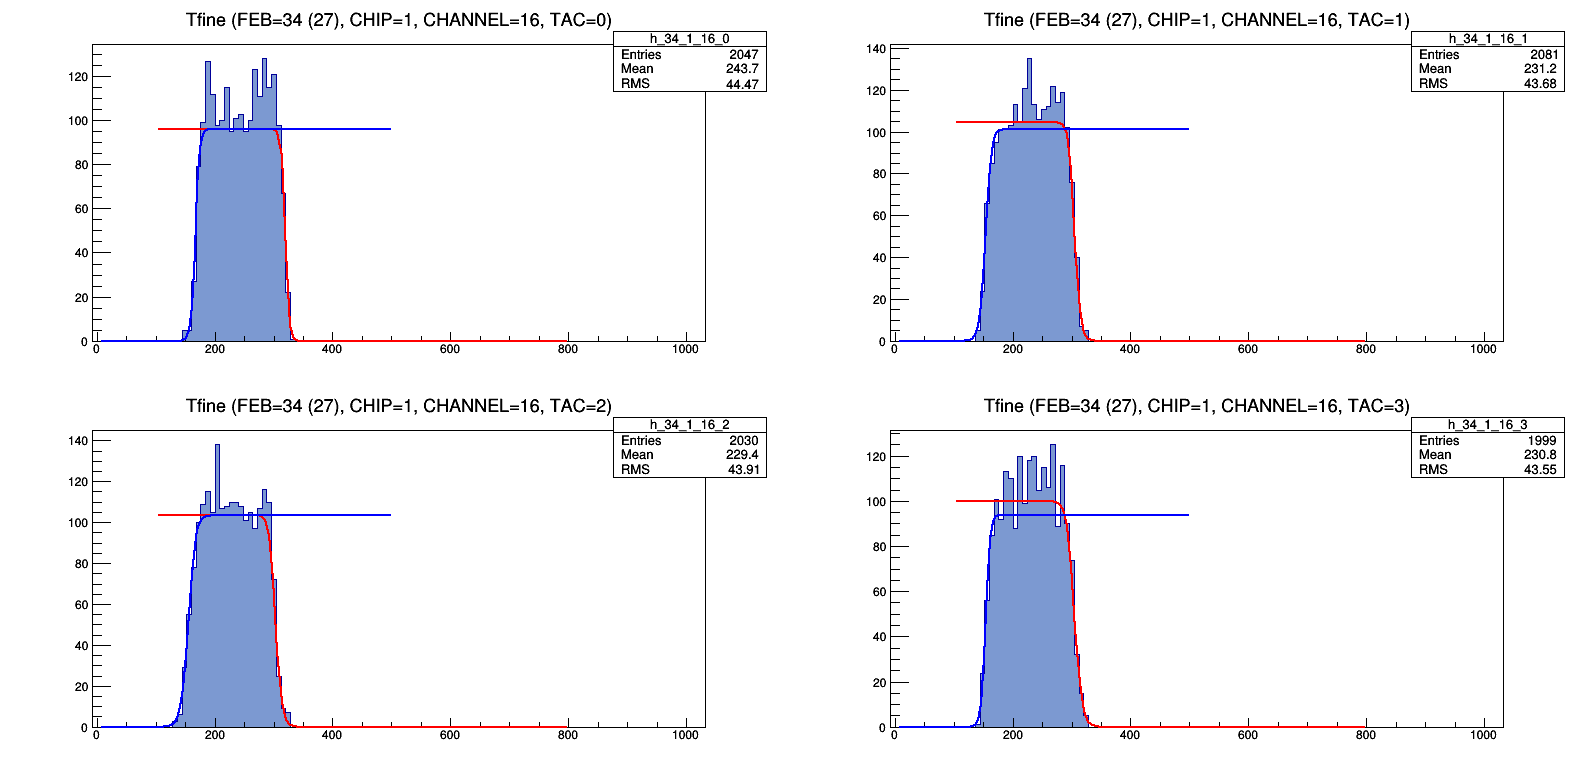 Tfine (FEB=34 (27), CHIP=1, CHANNEL=16, TAC=0)
h_34_1_16_0
Entries 2047
Mean 243.7
RMS 44.47
120
100
80
60
40
20
0
0 200 400 600 800 1000
Tfine (FEB=34 (27), CHIP=1, CHANNEL=16, TAC=1)
h_34_1_16_1
Entries 2081
Mean 231.2
RMS 43.68
140
120
100
80
60
40
20
0
0 200 400 600 800 1000
Tfine (FEB=34 (27), CHIP=1, CHANNEL=16, TAC=2)
h_34_1_16_2
Entries 2030
Mean 229.4
RMS 43.91
140
120
100
80
60
40
20
0
0 200 400 600 800 1000
Tfine (FEB=34 (27), CHIP=1, CHANNEL=16, TAC=3)
h_34_1_16_3
Entries 1999
Mean 230.8
RMS 43.55
120
100
80
60
40
20
0
0 200 400 600 800 1000